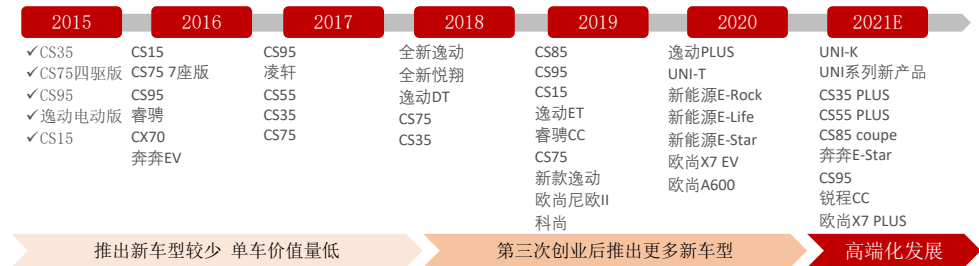 2015
2016
2017
2018
2019
2020
2021E
✓CS35
✓CS75四驱版
✓CS95
✓逸动电动版
✓CS15
CS15
CS75 7座版
CS95
睿骋
CX70
奔奔EV
CS95
凌轩
CS55
CS35
CS75
全新逸动
全新悦翔
逸动DT
CS75
CS35
CS85
CS95
CS15
逸动ET
睿骋CC
CS75
新款逸动
欧尚尼欧II
科尚
逸动PLUS
UNI-T
新能源E-Rock
新能源E-Life
新能源E-Star
欧尚X7 EV
欧尚A600
UNI-K
UNI系列新产品
CS35 PLUS
CS55 PLUS
CS85 coupe
奔奔E-Star
CS95
锐程CC
欧尚X7 PLUS
推出新车型较少 单车价值量低
第三次创业后推出更多新车型
高端化发展